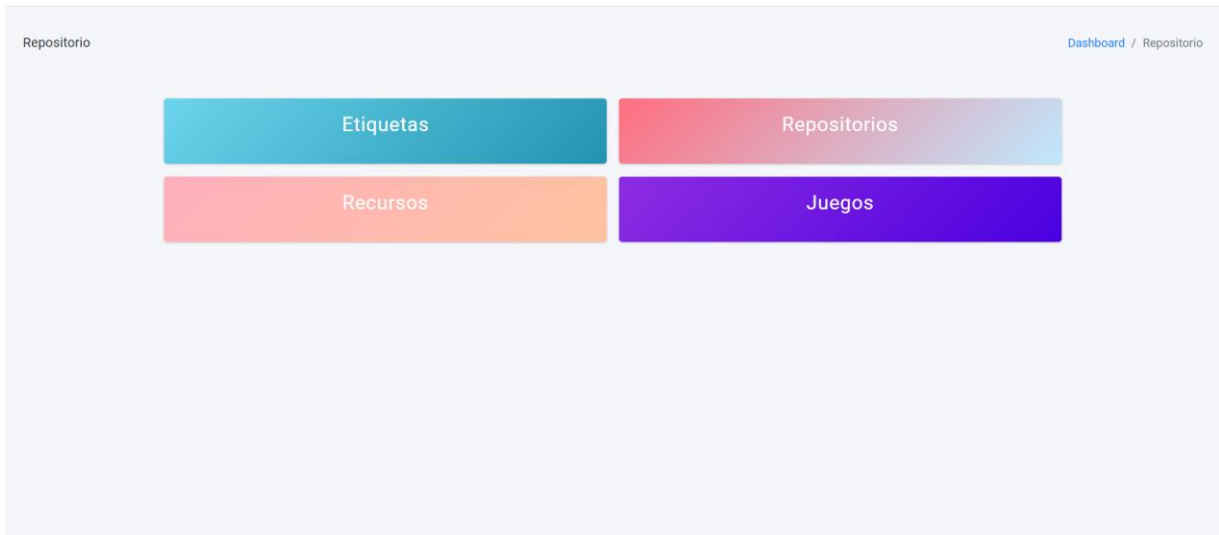 Repositorio
Dashboard / Repositorio
Etiquetas
Repositorios
Recursos
Juegos